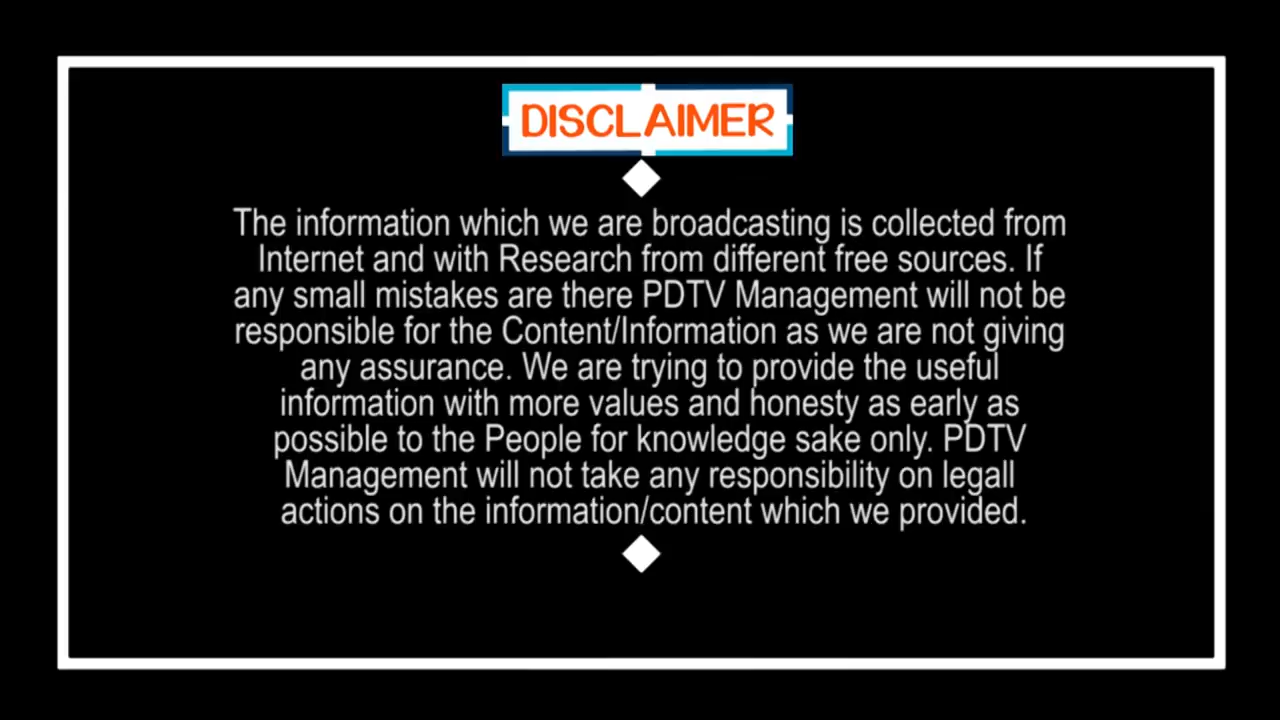 DISCLAIMER
The information which we are broadcasting is collected from
Internet and with Research from different free sources. If
any small mistakes are there PDTV Management will not be
responsible for the Content/Information as we are not giving
any assurance. We are trying to provide the useful
information with more values and honesty as early as
possible to the People for knowledge sake only. PDTV
Management will not take any responsibility on legall
actions on the information/content which we provided.